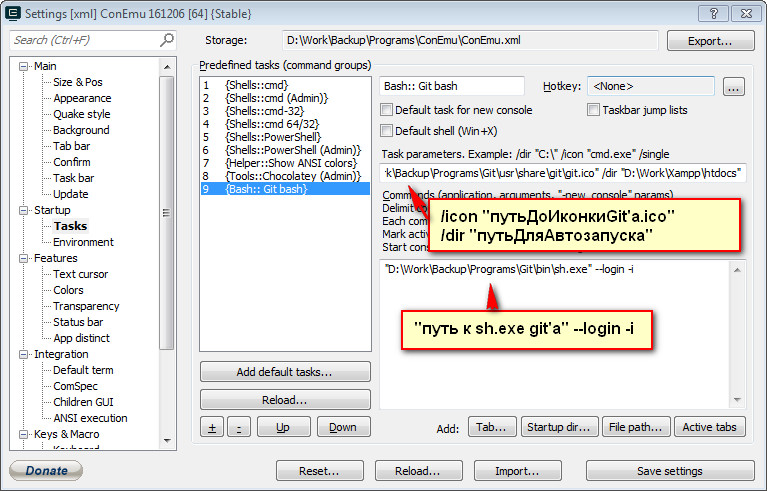 Settings [xml] ConEmu 161206 [64] {Stable}
Search (Ctrl+F)
Storage:
D:\Work\Backup\Programs\ConEmu\ConEmu.xml
Export...
Main
Size & Pos
Appearance
Quake style
Background
Tab bar
Confirm
Task bar
Update
Startup
Tasks
Environment
Features
Text cursor
Colors
Transparency
Status bar
App distinct
Integration
Default term
ComSpec
Children GUI
ANSI execution
Keys & Macro
Predefined tasks (command groups)
1 {Shells::cmd}
2 {Shells::cmd (Admin)}
3 {Shells::cmd-32}
4 {Shells::cmd 64/32}
5 {Shells::PowerShell}
6 {Shells::PowerShell (Admin)}
7 {Helper::Show ANSI colors}
8 {Tools::Chocolatey (Admin)}
9 {Bash:: Git bash}
Add default tasks...
Reload...
+
-
Up
Down
Bash:: Git bash
Hotkey:
<None>
...
Default task for new console
Taskbar jump lists
Default shell (Win+X)
Task parameters. Example: /dir "C:\" /icon "cmd.exe" /single
k\Backup\Programs\Git\usr\share\git\git.ico" /dir "D:\Work\Xampp\htdocs"
Commands (application, arguments, "-new_console" params)
Delimit co
Each com
Mark activ
Start cons
/icon "путьДоИконкиGit'a.ico"
/dir "путьДляАвтозапуска"
"D:\Work\Backup\Programs\Git\bin\sh.exe" --login -i
"путь к sh.exe git'a" --login -i
Add:
Tab...
Startup dir...
File path...
Active tabs
Donate
Reset...
Reload...
Import...
Save settings